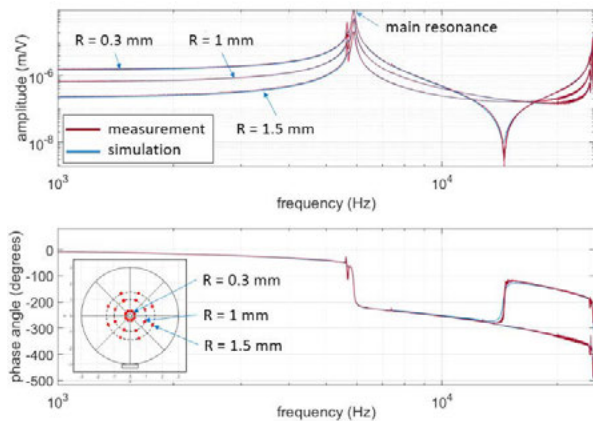 main resonance
R = 0.3 mm
R = 1 mm
10⁻⁶
amplitude (m/V)
measurement
simulation
R = 1.5 mm
10⁻⁸
10³
10⁴
frequency (Hz)
0
-100
-200
-300
-400
-500
phase angle (degrees)
R = 0.3 mm
R = 1 mm
R = 1.5 mm
10³
10⁴
frequency (Hz)